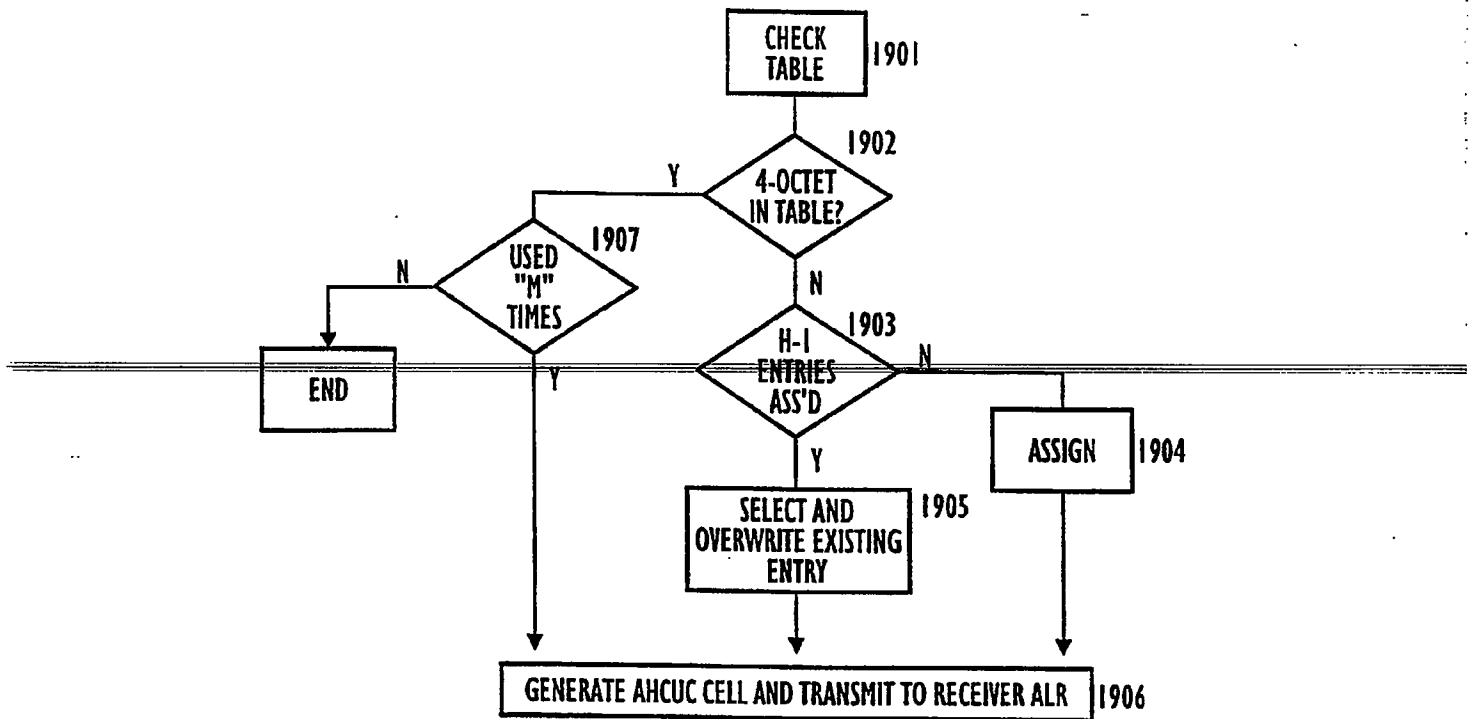 CHECK
TABLE
1901
1902
4-OCTET
IN TABLE?
Y
N
1907
USED
"M"
TIMES
N
Y
END
1903
H-1
ENTRIES
ASS'D
N
Y
ASSIGN
1904
SELECT AND
OVERWRITE EXISTING
ENTRY
1905
GENERATE AHCUC CELL AND TRANSMIT TO RECEIVER ALR
1906